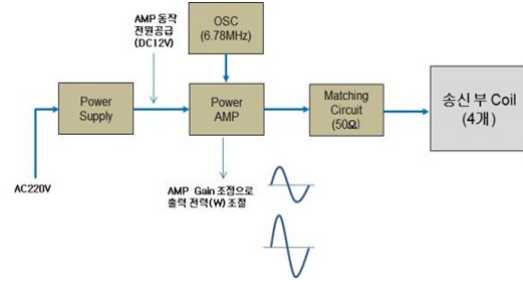 AMP 동작
전원공급
(DC12V)
OSC
(6.78MHz)
Power
Supply
Power
AMP
Matching
Circuit
(50Ω)
송신부 Coil
(4개)
AC220V
AMP Gain 조정으로
출력 전력(W) 조절